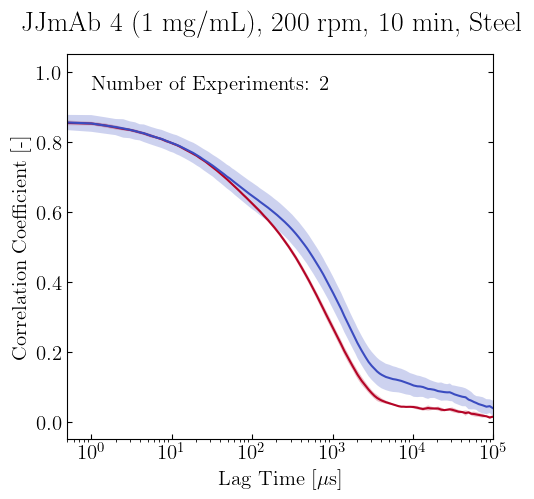 JJmAb 4 (1 mg/mL), 200 rpm, 10 min, Steel
Number of Experiments: 2
Correlation Coefficient [-]
1.0
0.8
0.6
0.4
0.2
0.0
10⁰ 10¹ 10² 10³ 10⁴ 10⁵
Lag Time [μs]